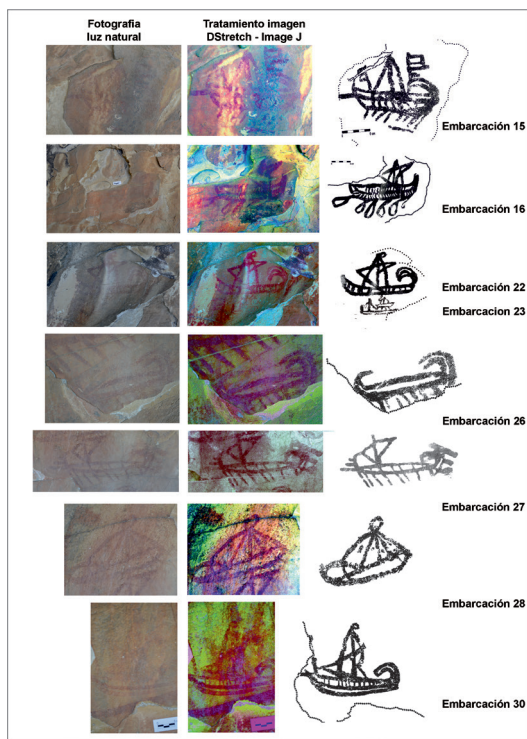 Fotografia
luz natural
Tratamiento imagen
DStretch - Image J
Embarcación 15
Embarcación 16
Embarcación 22
Embarcacion 23
Embarcación 26
Embarcación 27
Embarcación 28
Embarcación 30